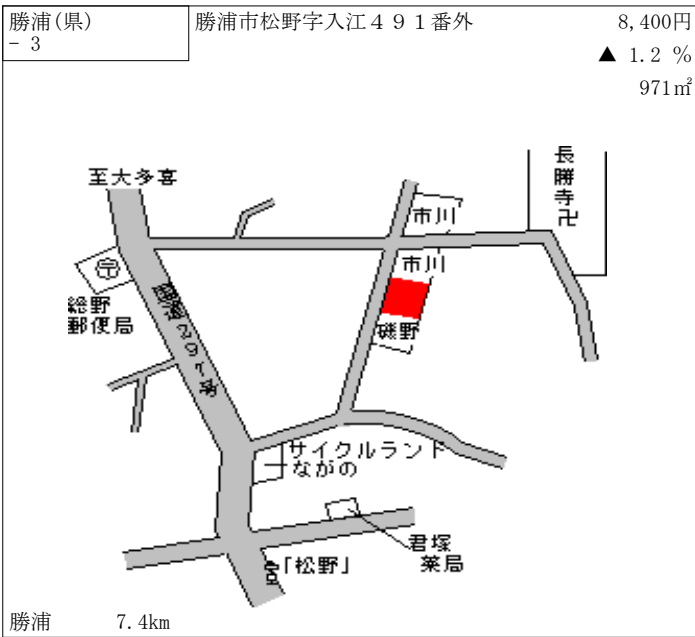 勝浦(県)
- 3
勝浦市松野字入江４９１番外
8,400円
▲ 1.2 %
971㎡
長勝寺卍
至大多喜
市川
市川
〒
総野
郵便局
国道297号
磯野
サイクルランド
ながの
君塚
薬局
「松野」
勝浦 7.4km